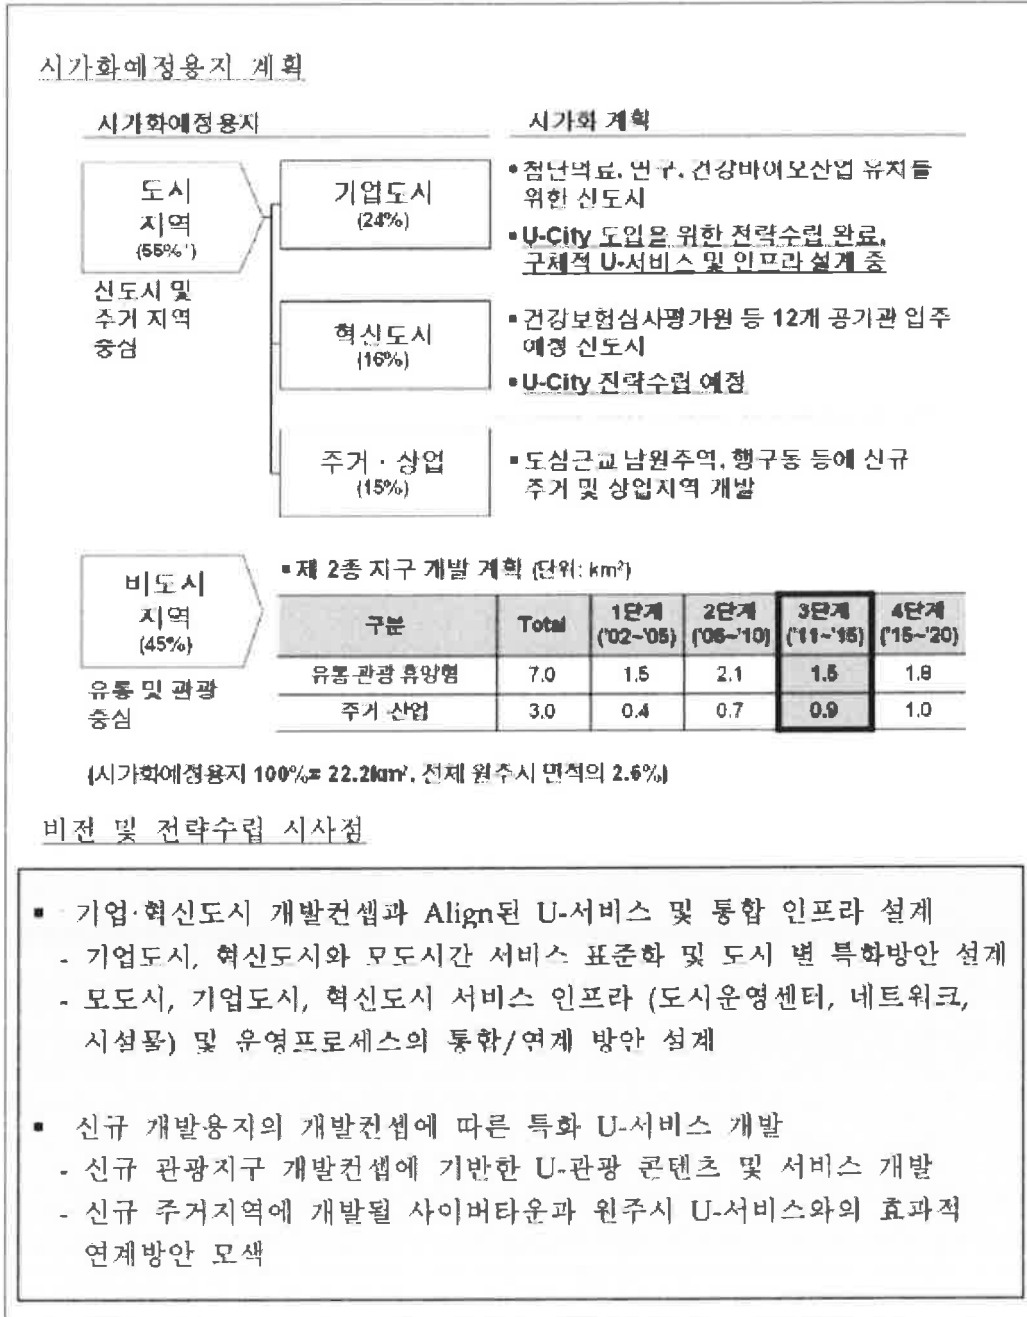 시가화예정용지 계획
시가화예정용지
시가화 계획
도시
지역
(55%')
신도시 및
주거 지역
중심
기업도시
(24%)
▪첨단의료, 연구, 건강바이오산업 유치를
위한 신도시
▪U-City 도입을 위한 전략수립 완료,
구체적 U-서비스 및 인프라 설계 중
혁신도시
(16%)
▪건강보험심사평가원 등 12개 공기관 입주
예정 신도시
▪U-City 전략수립 예정
주거 · 상업
(15%)
▪도심근교 남원주역, 행구동 등에 신규
주거 및 상업지역 개발
비도시
지역
(45%)
유통 및 관광
중심
▪제 2종 지구 개발 계획 (단위: km²)
구분 Total 1단계 ('02~'05) 2단계 ('06~'10) 3단계 ('11~'15) 4단계 ('15~'20)
유통 관광 휴양형 7.0 1.5 2.1 1.5 1.8
주거 산업 3.0 0.4 0.7 0.9 1.0
(시가화예정용지 100%= 22.2km², 전체 원주시 면적의 2.6%)
비전 및 전략수립 시사점
▪ 기업·혁신도시 개발컨셉과 Align된 U-서비스 및 통합 인프라 설계
- 기업도시, 혁신도시와 모도시간 서비스 표준화 및 도시 별 특화방안 설계
- 모도시, 기업도시, 혁신도시 서비스 인프라 (도시운영센터, 네트워크,
시설물) 및 운영프로세스의 통합/연계 방안 설계
▪ 신규 개발용지의 개발컨셉에 따른 특화 U-서비스 개발
- 신규 관광지구 개발컨셉에 기반한 U-관광 콘텐츠 및 서비스 개발
- 신규 주거지역에 개발될 사이버타운과 원주시 U-서비스와의 효과적
연계방안 모색